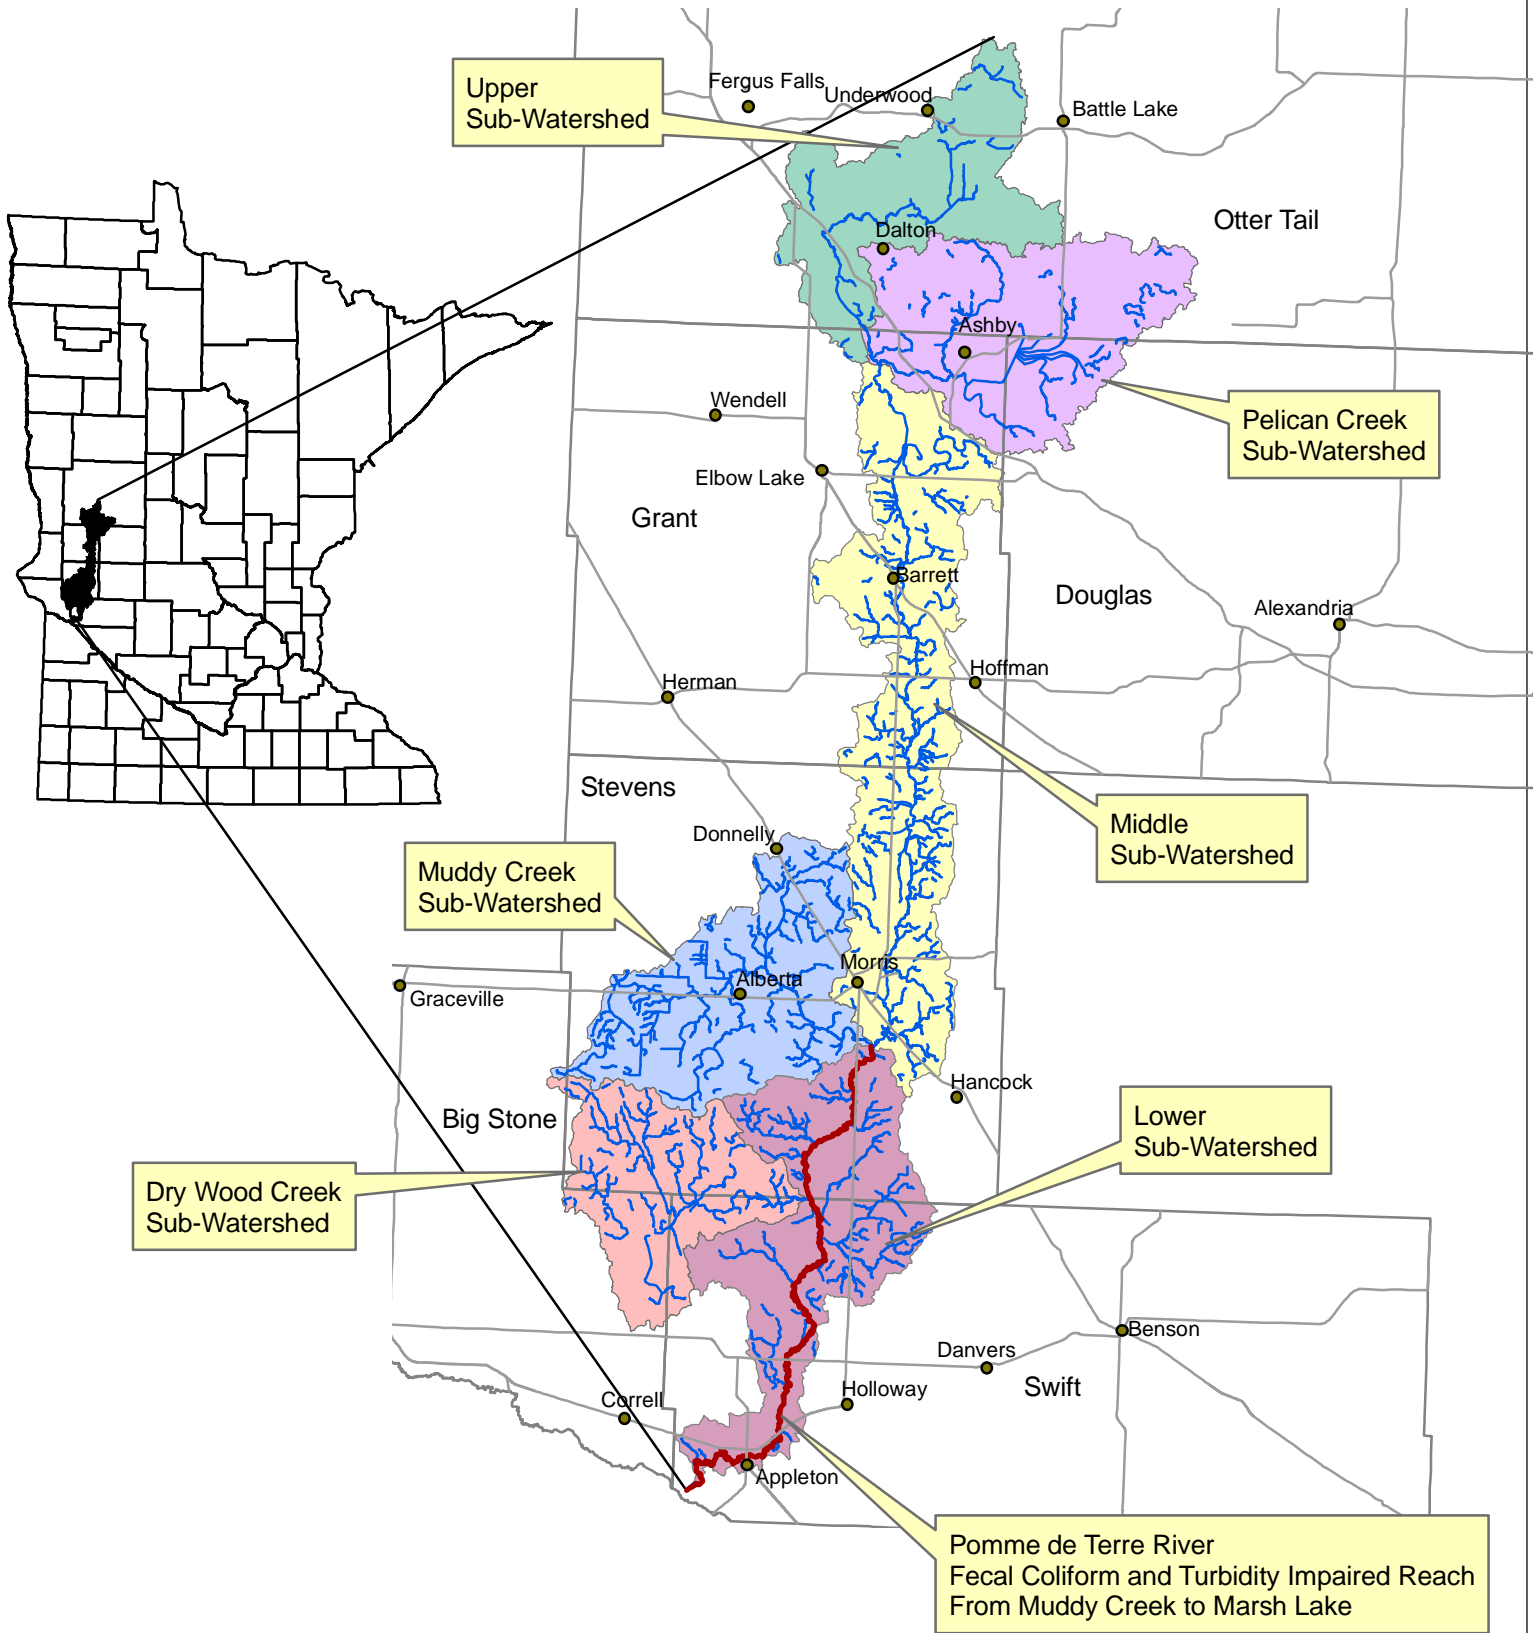 Upper
Sub-Watershed
Fergus Falls
Underwood
Battle Lake
Otter Tail
Dalton
Ashby
Pelican Creek
Sub-Watershed
Wendell
Elbow Lake
Grant
Barrett
Douglas
Alexandria
Hoffman
Herman
Stevens
Middle
Sub-Watershed
Donnelly
Muddy Creek
Sub-Watershed
Morris
Alberta
Graceville
Hancock
Big Stone
Lower
Sub-Watershed
Dry Wood Creek
Sub-Watershed
Benson
Danvers
Swift
Holloway
Correll
Appleton
Pomme de Terre River
Fecal Coliform and Turbidity Impaired Reach
From Muddy Creek to Marsh Lake